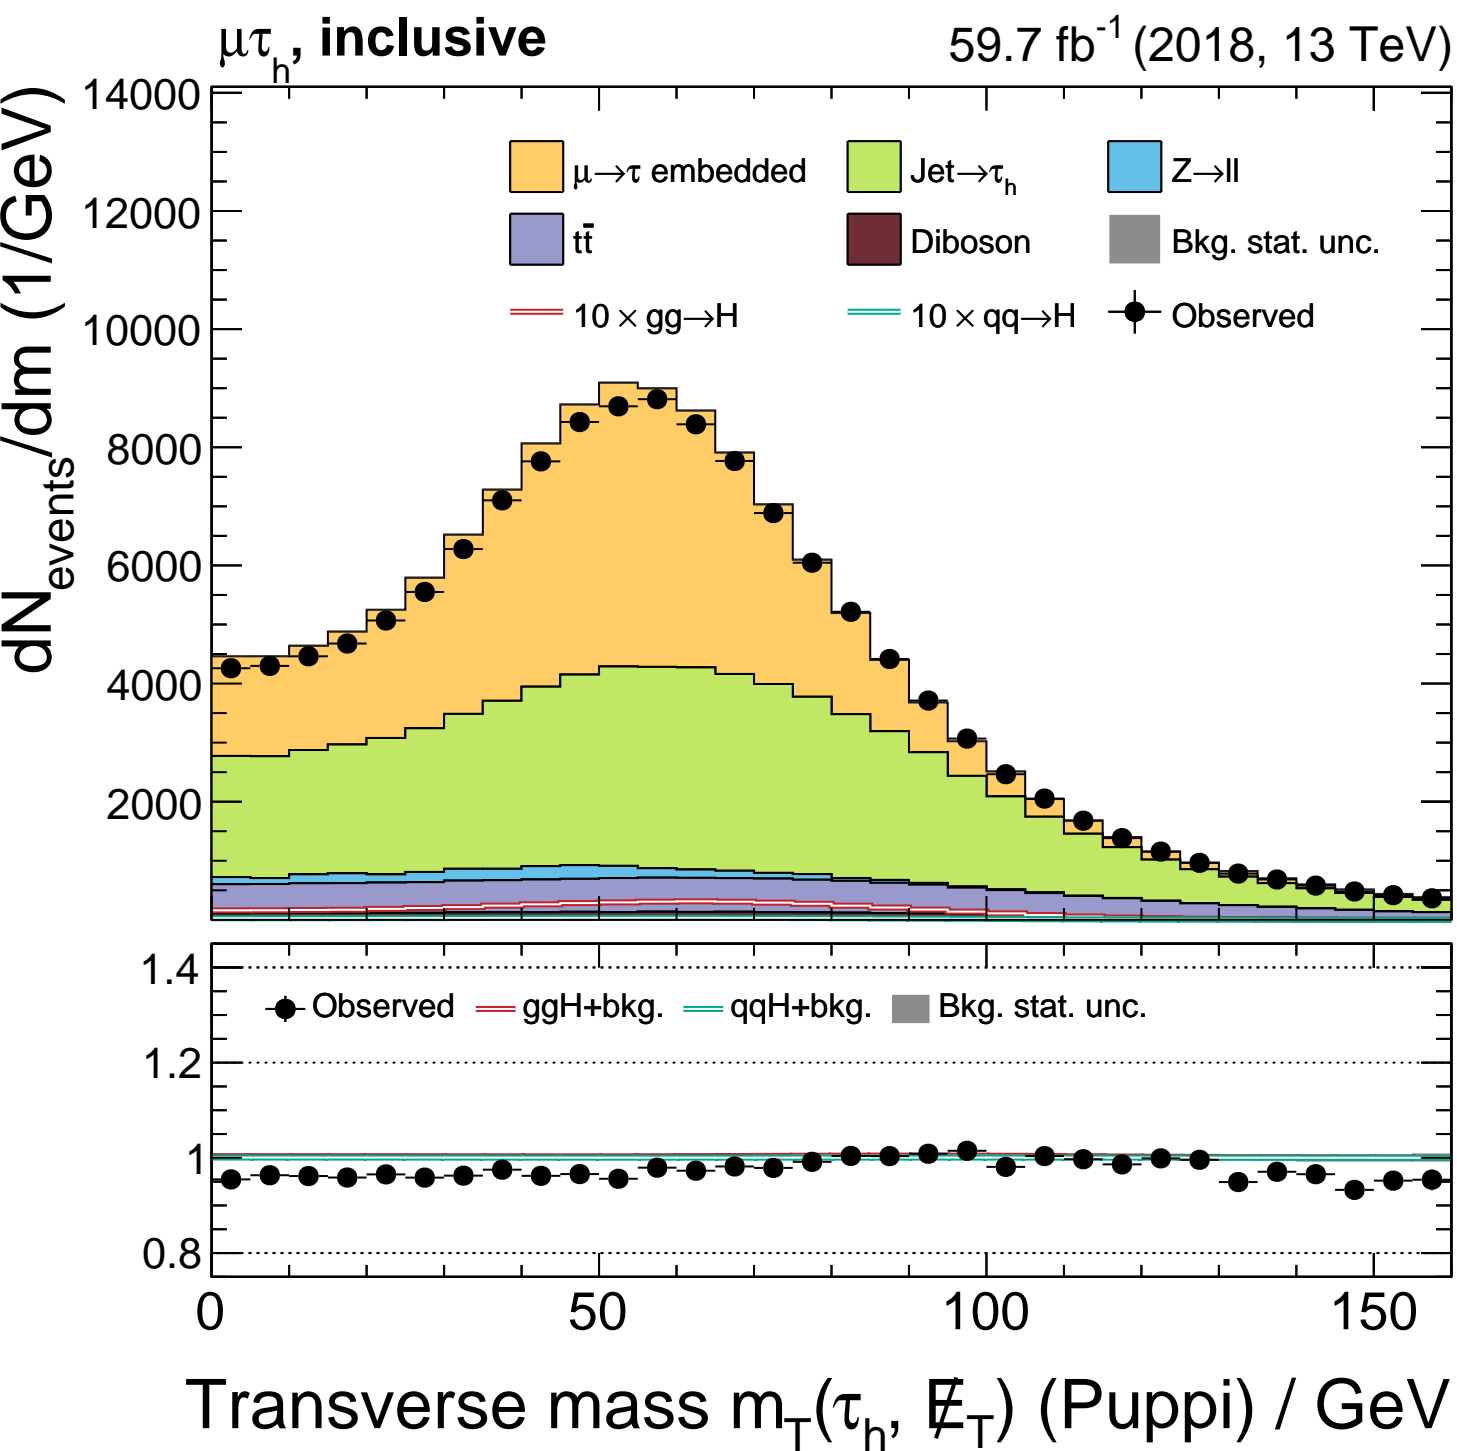 μτh, inclusive 59.7 fb-1 (2018, 13 TeV)
dNevents/dm (1/GeV)
14000
12000
10000
8000
6000
4000
2000
μ→τ embedded Jet→τh Z→ll
tt̄ Diboson Bkg. stat. unc.
10 × gg→H 10 × qq→H Observed
1.4
1.2
1
0.8
Observed ggH+bkg. qqH+bkg. Bkg. stat. unc.
0 50 100 150
Transverse mass mT(τh, E̸T) (Puppi) / GeV